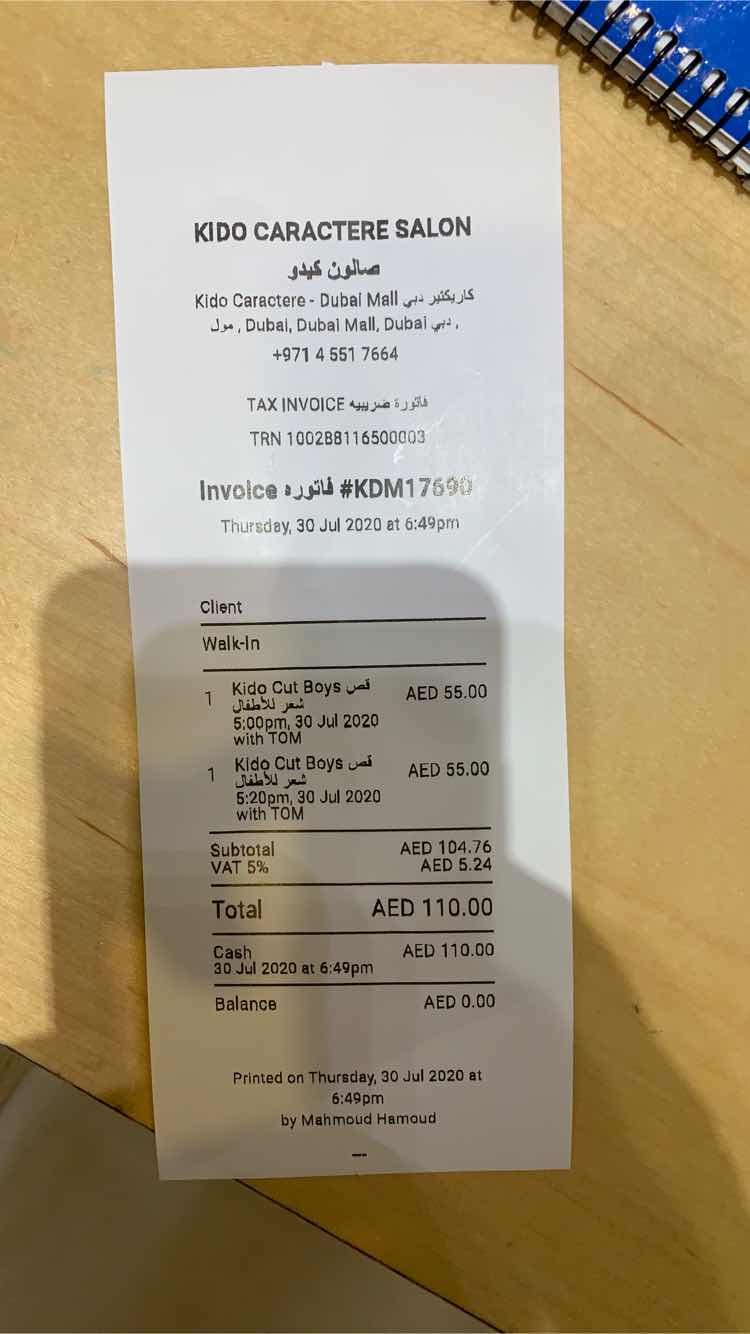 KIDO CARACTERE SALON
صالون كيدو
Kido Caractere - Dubai Mall كاريكتير دبي
مول , Dubai, Dubai Mall, Dubai دبي ,
+971 4 551 7664
TAX INVOICE فاتورة ضريبيه
TRN 100288116500003
Invoice فاتوره #KDM17690
Thursday, 30 Jul 2020 at 6:49pm
Client
Walk-In
1 Kido Cut Boys قص AED 55.00
شعر للأطفال
5:00pm, 30 Jul 2020
with TOM
1 Kido Cut Boys قص AED 55.00
شعر للأطفال
5:20pm, 30 Jul 2020
with TOM
Subtotal AED 104.76
VAT 5% AED 5.24
Total AED 110.00
Cash AED 110.00
30 Jul 2020 at 6:49pm
Balance AED 0.00
Printed on Thursday, 30 Jul 2020 at
6:49pm
by Mahmoud Hamoud